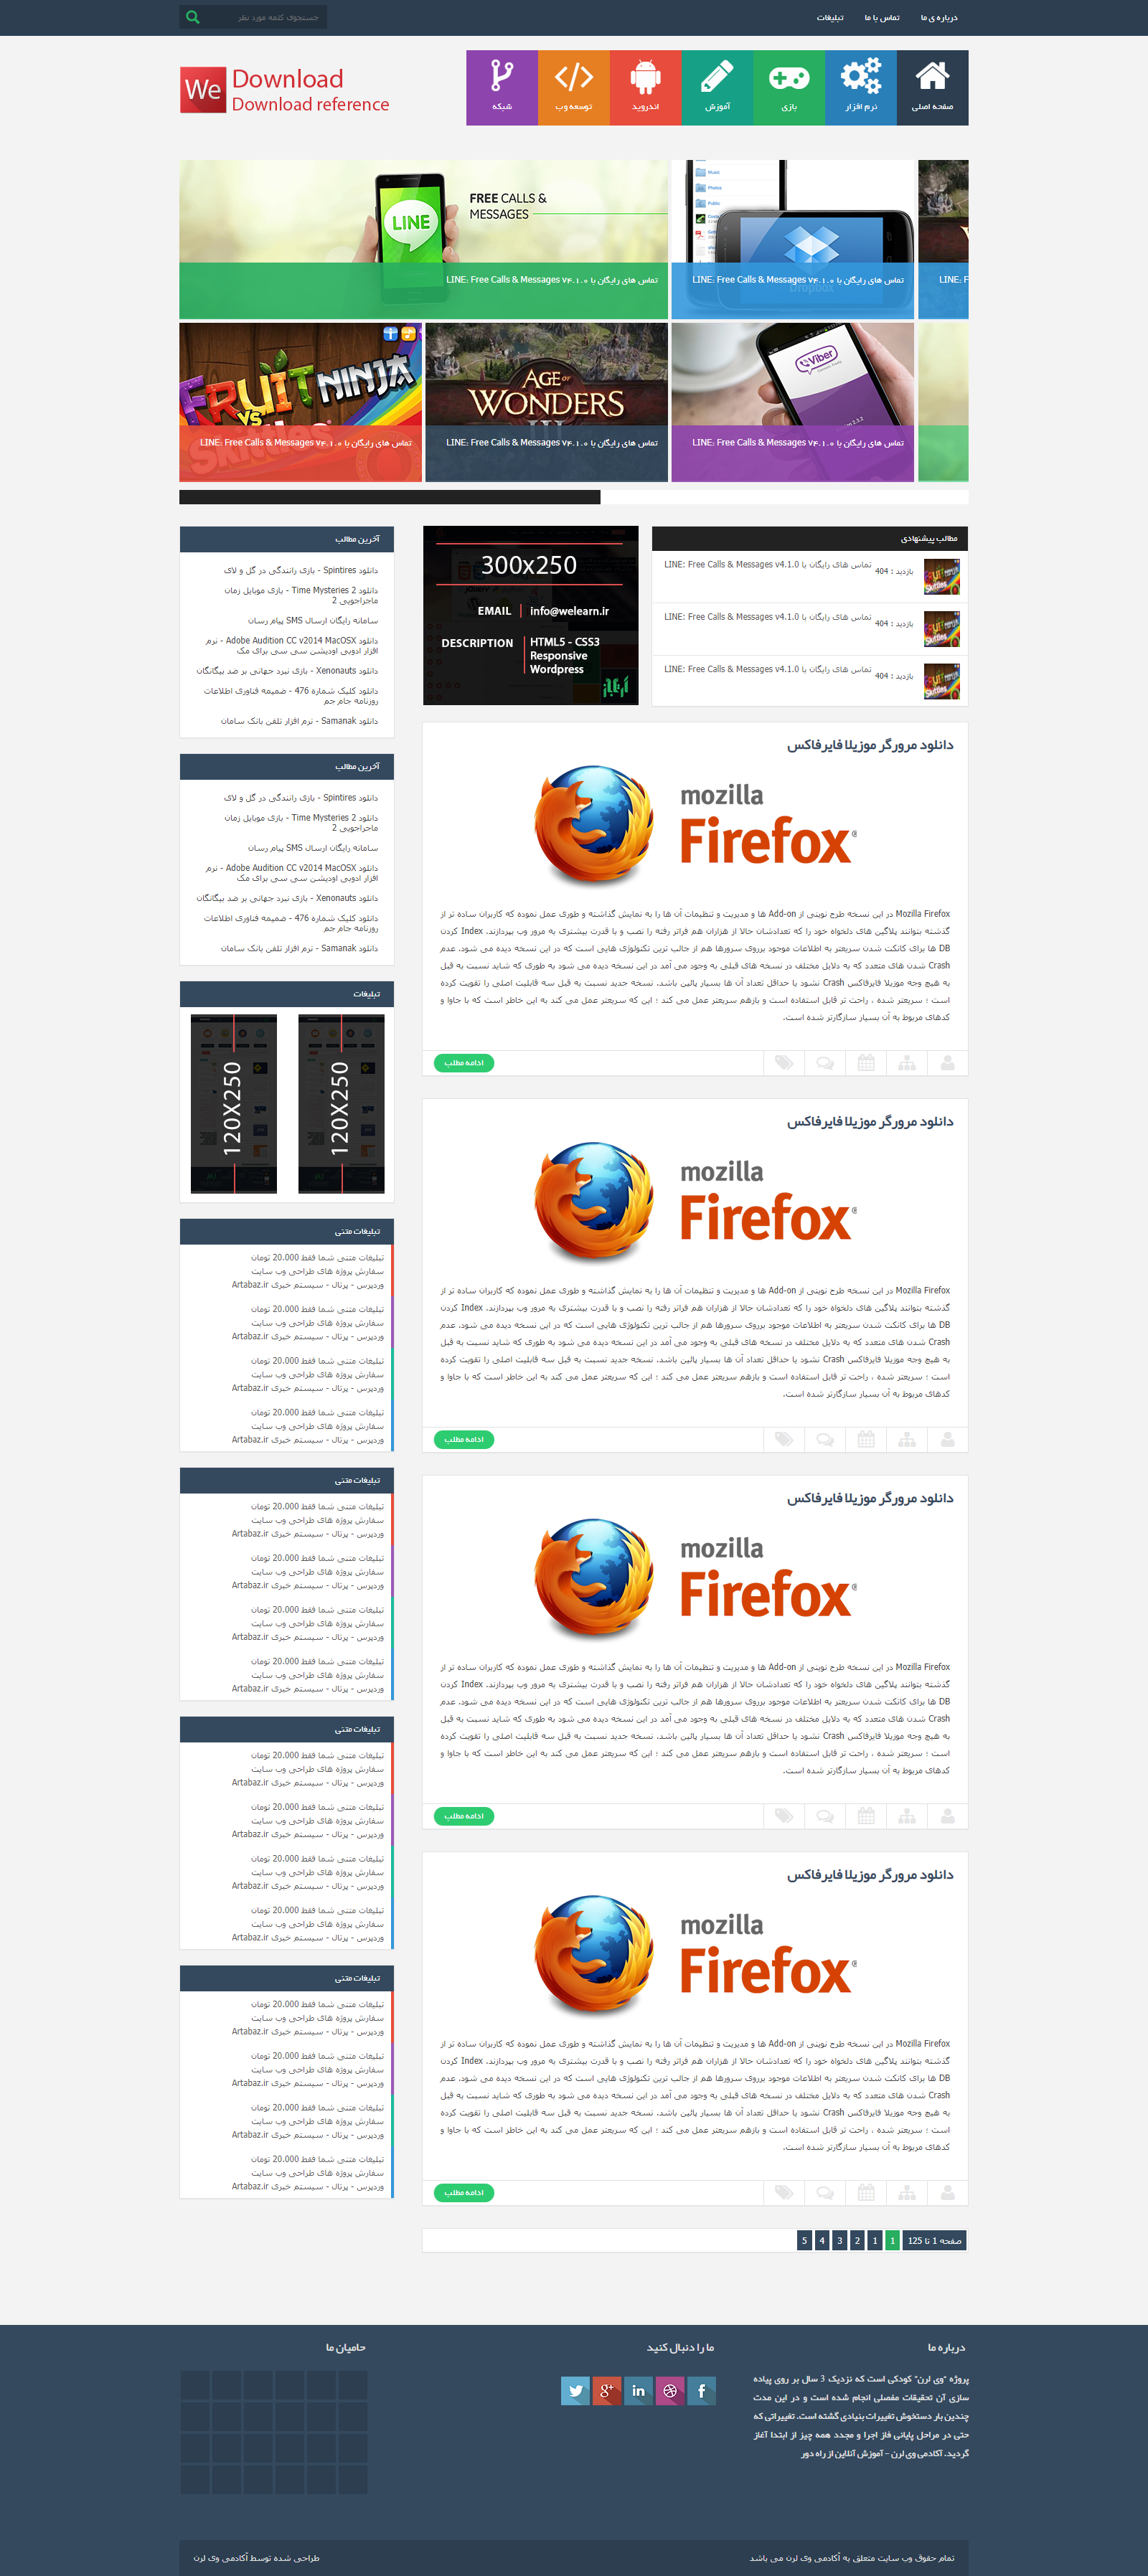 درباره ی ما
تماس با ما
تبلیغات
جستجوی کلمه مورد نظر
We
Download
Download reference
صفحه اصلی
نرم افزار
بازی
آموزش
اندروید
توسعه وب
شبکه
LINE
FREE CALLS &
MESSAGES
تماس های رایگان با LINE: Free Calls & Messages v۴.۱.۰
Music
Photos
Public
تماس های رایگان با LINE: Free Calls & Messages v۴.۱.۰
LINE: F
FRUIT NINJA
VS
Skittles
تماس های رایگان با LINE: Free Calls & Messages v۴.۱.۰
AGE OF
WONDERS
III
تماس های رایگان با LINE: Free Calls & Messages v۴.۱.۰
Viber
تماس های رایگان با LINE: Free Calls & Messages v۴.۱.۰
مطالب پیشنهادی
تماس های رایگان با LINE: Free Calls & Messages v4.1.0
بازدید : 404
تماس های رایگان با LINE: Free Calls & Messages v4.1.0
بازدید : 404
تماس های رایگان با LINE: Free Calls & Messages v4.1.0
بازدید : 404
300x250
EMAIL | info@welearn.ir
DESCRIPTION | HTML5 - CSS3
Responsive
Wordpress
آخرین مطالب
دانلود Spintires - بازی رانندگی در گل و لای
دانلود Time Mysteries 2 - بازی موبایل زمان
ماجراجویی 2
سامانه رایگان ارسال SMS پیام رسان
دانلود Adobe Audition CC v2014 MacOSX - نرم
افزار ادوبی اودیشن سی سی برای مک
دانلود Xenonauts - بازی نبرد جهانی بر ضد بیگانگان
دانلود کلیک شماره 476 - ضمیمه فناوری اطلاعات
روزنامه جام جم
دانلود Samanak - نرم افزار تلفن بانک سامان
آخرین مطالب
دانلود Spintires - بازی رانندگی در گل و لای
دانلود Time Mysteries 2 - بازی موبایل زمان
ماجراجویی 2
سامانه رایگان ارسال SMS پیام رسان
دانلود Adobe Audition CC v2014 MacOSX - نرم
افزار ادوبی اودیشن سی سی برای مک
دانلود Xenonauts - بازی نبرد جهانی بر ضد بیگانگان
دانلود کلیک شماره 476 - ضمیمه فناوری اطلاعات
روزنامه جام جم
دانلود Samanak - نرم افزار تلفن بانک سامان
تبلیغات
120X250
120X250
تبلیغات متنی
تبلیغات متنی شما فقط 20.000 تومان
سفارش پروژه های طراحی وب سایت
وردپرس - پرتال - سیستم خبری Artabaz.ir
تبلیغات متنی شما فقط 20.000 تومان
سفارش پروژه های طراحی وب سایت
وردپرس - پرتال - سیستم خبری Artabaz.ir
تبلیغات متنی شما فقط 20.000 تومان
سفارش پروژه های طراحی وب سایت
وردپرس - پرتال - سیستم خبری Artabaz.ir
تبلیغات متنی شما فقط 20.000 تومان
سفارش پروژه های طراحی وب سایت
وردپرس - پرتال - سیستم خبری Artabaz.ir
تبلیغات متنی
تبلیغات متنی شما فقط 20.000 تومان
سفارش پروژه های طراحی وب سایت
وردپرس - پرتال - سیستم خبری Artabaz.ir
تبلیغات متنی شما فقط 20.000 تومان
سفارش پروژه های طراحی وب سایت
وردپرس - پرتال - سیستم خبری Artabaz.ir
تبلیغات متنی شما فقط 20.000 تومان
سفارش پروژه های طراحی وب سایت
وردپرس - پرتال - سیستم خبری Artabaz.ir
تبلیغات متنی شما فقط 20.000 تومان
سفارش پروژه های طراحی وب سایت
وردپرس - پرتال - سیستم خبری Artabaz.ir
تبلیغات متنی
تبلیغات متنی شما فقط 20.000 تومان
سفارش پروژه های طراحی وب سایت
وردپرس - پرتال - سیستم خبری Artabaz.ir
تبلیغات متنی شما فقط 20.000 تومان
سفارش پروژه های طراحی وب سایت
وردپرس - پرتال - سیستم خبری Artabaz.ir
تبلیغات متنی شما فقط 20.000 تومان
سفارش پروژه های طراحی وب سایت
وردپرس - پرتال - سیستم خبری Artabaz.ir
تبلیغات متنی شما فقط 20.000 تومان
سفارش پروژه های طراحی وب سایت
وردپرس - پرتال - سیستم خبری Artabaz.ir
تبلیغات متنی
تبلیغات متنی شما فقط 20.000 تومان
سفارش پروژه های طراحی وب سایت
وردپرس - پرتال - سیستم خبری Artabaz.ir
تبلیغات متنی شما فقط 20.000 تومان
سفارش پروژه های طراحی وب سایت
وردپرس - پرتال - سیستم خبری Artabaz.ir
تبلیغات متنی شما فقط 20.000 تومان
سفارش پروژه های طراحی وب سایت
وردپرس - پرتال - سیستم خبری Artabaz.ir
تبلیغات متنی شما فقط 20.000 تومان
سفارش پروژه های طراحی وب سایت
وردپرس - پرتال - سیستم خبری Artabaz.ir
دانلود مرورگر موزیلا فایرفاکس
mozilla
Firefox®
Mozilla Firefox در این نسخه طرح نوینی از Add-on ها و مدیریت و تنظیمات آن ها را به نمایش گذاشته و طوری عمل نموده که کاربران ساده تر از
گذشته بتوانند پلاگین های دلخواه خود را که تعدادشان حالا از هزاران هم فراتر رفته را نصب و با قدرت بیشتری به مرور وب بپردازند. Index کردن
DB ها برای کانکت شدن سریعتر به اطلاعات موجود برروی سرورها هم از جالب ترین تکنولوژی هایی است که در این نسخه دیده می شود. عدم
Crash شدن های متعدد که به دلایل مختلف در نسخه های قبلی به وجود می آمد در این نسخه دیده می شود به طوری که شاید نسبت به قبل
به هیچ وجه موزیلا فایرفاکس Crash نشود یا حداقل تعداد آن ها بسیار پائین باشد. نسخه جدید نسبت به قبل سه قابلیت اصلی را تقویت کرده
است ؛ سریعتر شده ، راحت تر قابل استفاده است و بازهم سریعتر عمل می کند ؛ این که سریعتر عمل می کند به این خاطر است که با جاوا و
کدهای مربوط به آن بسیار سازگارتر شده است.
ادامه مطلب
دانلود مرورگر موزیلا فایرفاکس
mozilla
Firefox®
Mozilla Firefox در این نسخه طرح نوینی از Add-on ها و مدیریت و تنظیمات آن ها را به نمایش گذاشته و طوری عمل نموده که کاربران ساده تر از
گذشته بتوانند پلاگین های دلخواه خود را که تعدادشان حالا از هزاران هم فراتر رفته را نصب و با قدرت بیشتری به مرور وب بپردازند. Index کردن
DB ها برای کانکت شدن سریعتر به اطلاعات موجود برروی سرورها هم از جالب ترین تکنولوژی هایی است که در این نسخه دیده می شود. عدم
Crash شدن های متعدد که به دلایل مختلف در نسخه های قبلی به وجود می آمد در این نسخه دیده می شود به طوری که شاید نسبت به قبل
به هیچ وجه موزیلا فایرفاکس Crash نشود یا حداقل تعداد آن ها بسیار پائین باشد. نسخه جدید نسبت به قبل سه قابلیت اصلی را تقویت کرده
است ؛ سریعتر شده ، راحت تر قابل استفاده است و بازهم سریعتر عمل می کند ؛ این که سریعتر عمل می کند به این خاطر است که با جاوا و
کدهای مربوط به آن بسیار سازگارتر شده است.
ادامه مطلب
دانلود مرورگر موزیلا فایرفاکس
mozilla
Firefox®
Mozilla Firefox در این نسخه طرح نوینی از Add-on ها و مدیریت و تنظیمات آن ها را به نمایش گذاشته و طوری عمل نموده که کاربران ساده تر از
گذشته بتوانند پلاگین های دلخواه خود را که تعدادشان حالا از هزاران هم فراتر رفته را نصب و با قدرت بیشتری به مرور وب بپردازند. Index کردن
DB ها برای کانکت شدن سریعتر به اطلاعات موجود برروی سرورها هم از جالب ترین تکنولوژی هایی است که در این نسخه دیده می شود. عدم
Crash شدن های متعدد که به دلایل مختلف در نسخه های قبلی به وجود می آمد در این نسخه دیده می شود به طوری که شاید نسبت به قبل
به هیچ وجه موزیلا فایرفاکس Crash نشود یا حداقل تعداد آن ها بسیار پائین باشد. نسخه جدید نسبت به قبل سه قابلیت اصلی را تقویت کرده
است ؛ سریعتر شده ، راحت تر قابل استفاده است و بازهم سریعتر عمل می کند ؛ این که سریعتر عمل می کند به این خاطر است که با جاوا و
کدهای مربوط به آن بسیار سازگارتر شده است.
ادامه مطلب
دانلود مرورگر موزیلا فایرفاکس
mozilla
Firefox®
Mozilla Firefox در این نسخه طرح نوینی از Add-on ها و مدیریت و تنظیمات آن ها را به نمایش گذاشته و طوری عمل نموده که کاربران ساده تر از
گذشته بتوانند پلاگین های دلخواه خود را که تعدادشان حالا از هزاران هم فراتر رفته را نصب و با قدرت بیشتری به مرور وب بپردازند. Index کردن
DB ها برای کانکت شدن سریعتر به اطلاعات موجود برروی سرورها هم از جالب ترین تکنولوژی هایی است که در این نسخه دیده می شود. عدم
Crash شدن های متعدد که به دلایل مختلف در نسخه های قبلی به وجود می آمد در این نسخه دیده می شود به طوری که شاید نسبت به قبل
به هیچ وجه موزیلا فایرفاکس Crash نشود یا حداقل تعداد آن ها بسیار پائین باشد. نسخه جدید نسبت به قبل سه قابلیت اصلی را تقویت کرده
است ؛ سریعتر شده ، راحت تر قابل استفاده است و بازهم سریعتر عمل می کند ؛ این که سریعتر عمل می کند به این خاطر است که با جاوا و
کدهای مربوط به آن بسیار سازگارتر شده است.
ادامه مطلب
صفحه 1 تا 125 1 1 2 3 4 5
درباره ما
پروژه "وی لرن" کودکی است که نزدیک 3 سال بر روی پیاده
سازی آن تحقیقات مفصلی انجام شده است و در این مدت
چندین بار دستخوش تغییرات بنیادی گشته است. تغییراتی که
حتی در مراحل پایانی فاز اجرا و مجدد همه چیز از ابتدا آغاز
گردید. آکادمی وی لرن - آموزش آنلاین از راه دور
ما را دنبال کنید
حامیان ما
تمام حقوق وب سایت متعلق به آکادمی وی لرن می باشد
طراحی شده توسط آکادمی وی لرن